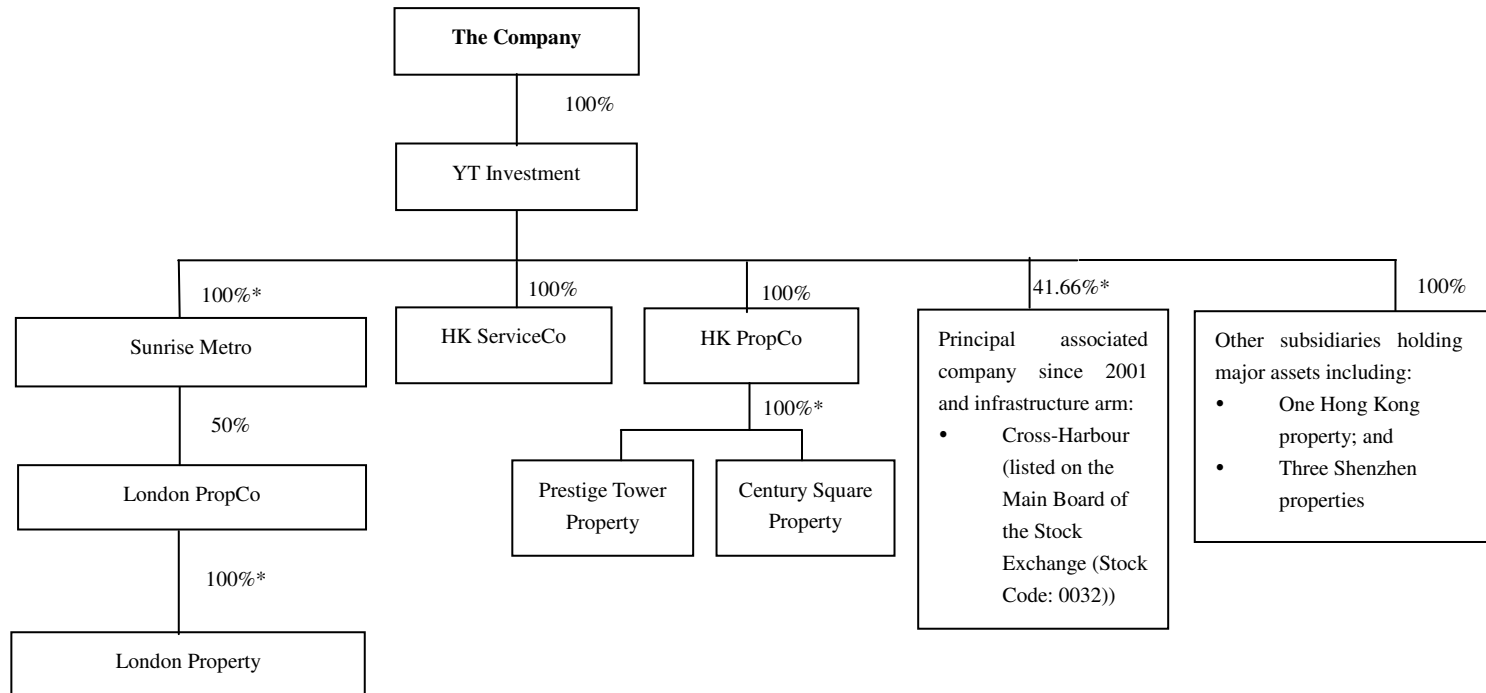 The Company
100%
YT Investment
100%*
100%
100%
41.66%*
100%
Sunrise Metro
HK ServiceCo
HK PropCo
Principal associated
company since 2001
and infrastructure arm:
• Cross-Harbour
(listed on the
Main Board of
the Stock
Exchange (Stock
Code: 0032))
Other subsidiaries holding
major assets including:
• One Hong Kong
property; and
• Three Shenzhen
properties
50%
100%*
London PropCo
Prestige Tower
Property
Century Square
Property
100%*
London Property